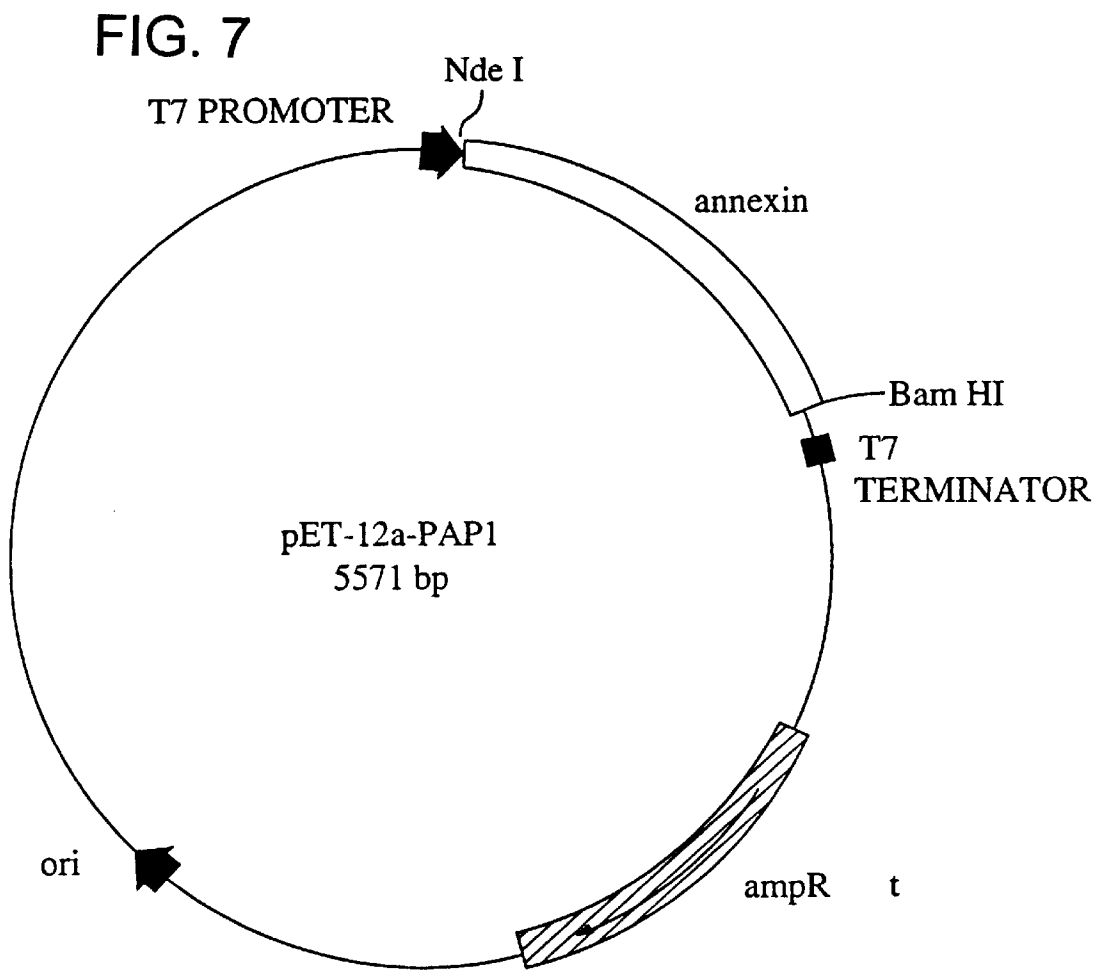 FIG. 7
Nde I
T7 PROMOTER
annexin
Bam HI
T7
TERMINATOR
pET-12a-PAP1
5571 bp
ori
ampR t